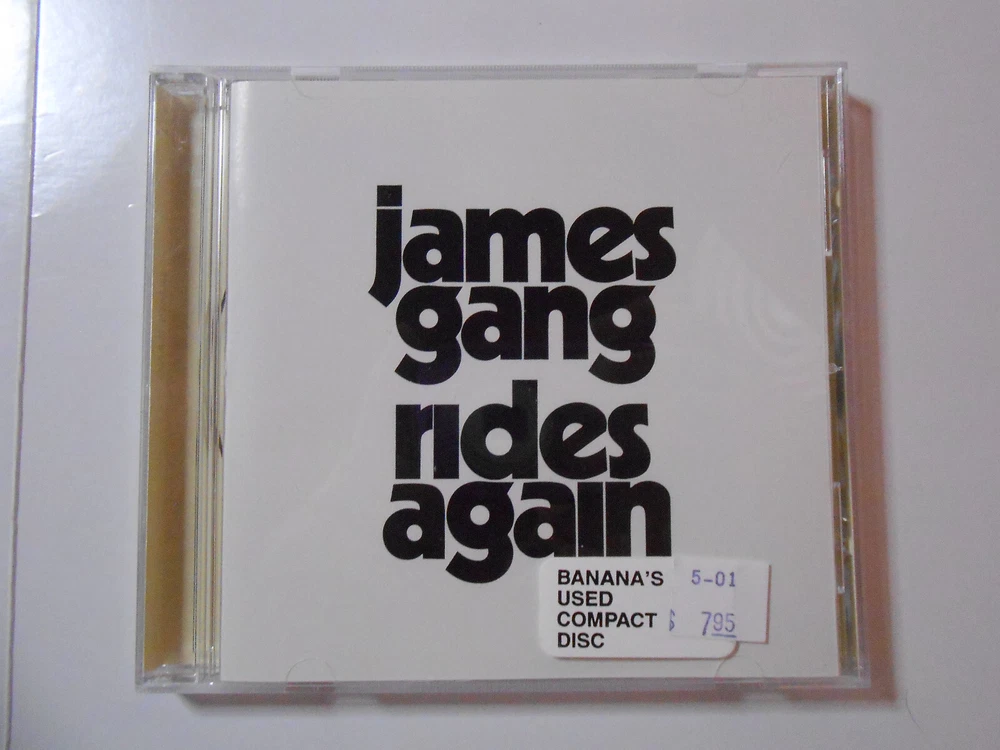 james
gang
rides
again
BANANA'S
USED
COMPACT
DISC
5-01
$ 795